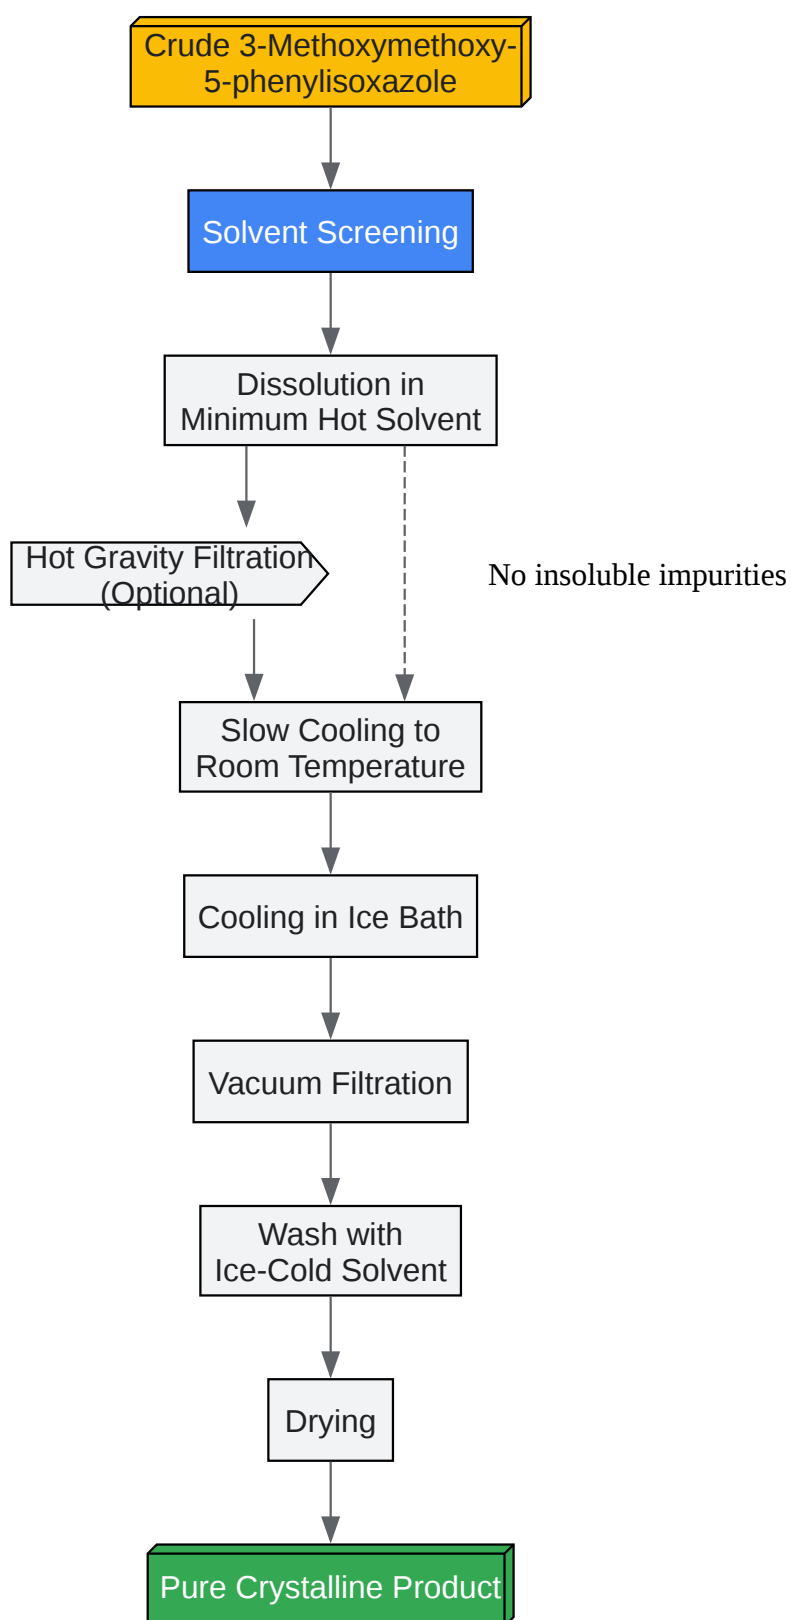 Crude 3-Methoxymethoxy-
5-phenylisoxazole
Solvent Screening
Dissolution in
Minimum Hot Solvent
Hot Gravity Filtration
(Optional)
No insoluble impurities
Slow Cooling to
Room Temperature
Cooling in Ice Bath
Vacuum Filtration
Wash with
Ice-Cold Solvent
Drying
Pure Crystalline Product